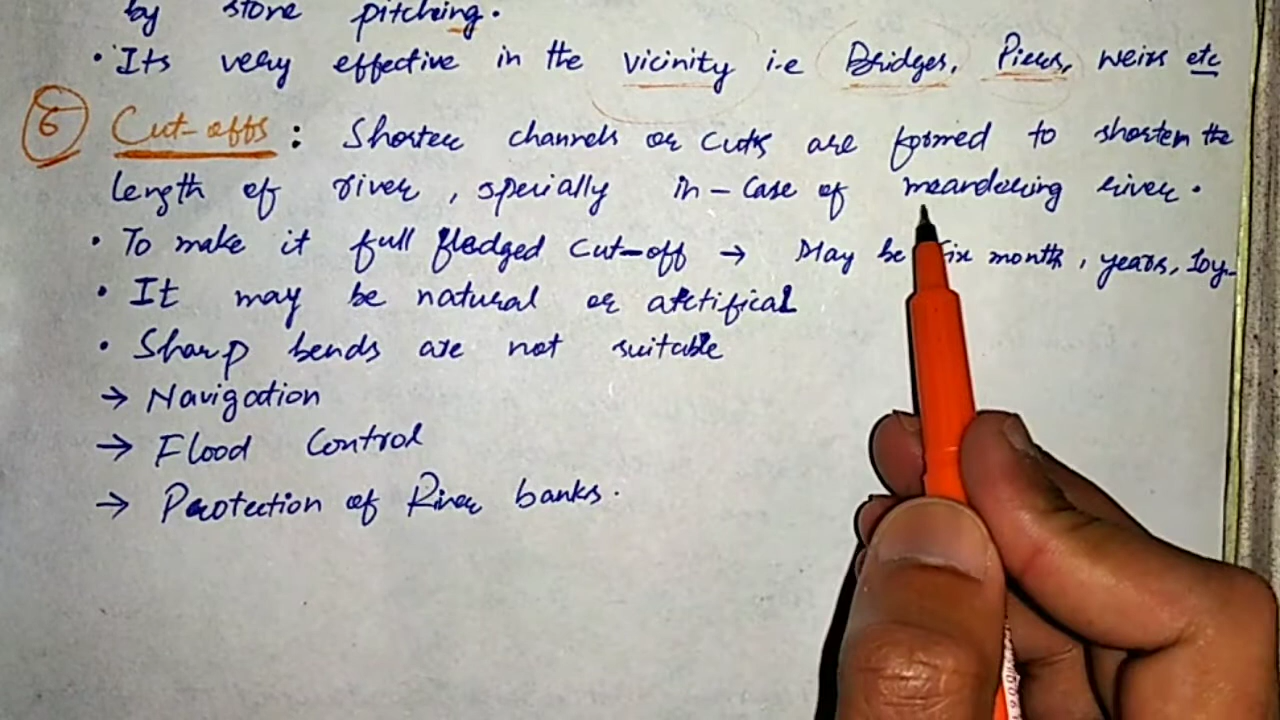 by stone pitching.
• Its very effective in the vicinity i.e Bridges, Piers, weirs etc
6 Cut-offs : Shorter channels or cuts are formed to shorten the
length of river, spcially in-case of meandering river.
• To make it full fledged cut-off → May be six month, years, 10y-
• It may be natural or artifical
• Sharp bends are not suitable
→ Navigation
→ Flood Control
→ Protection of River banks.